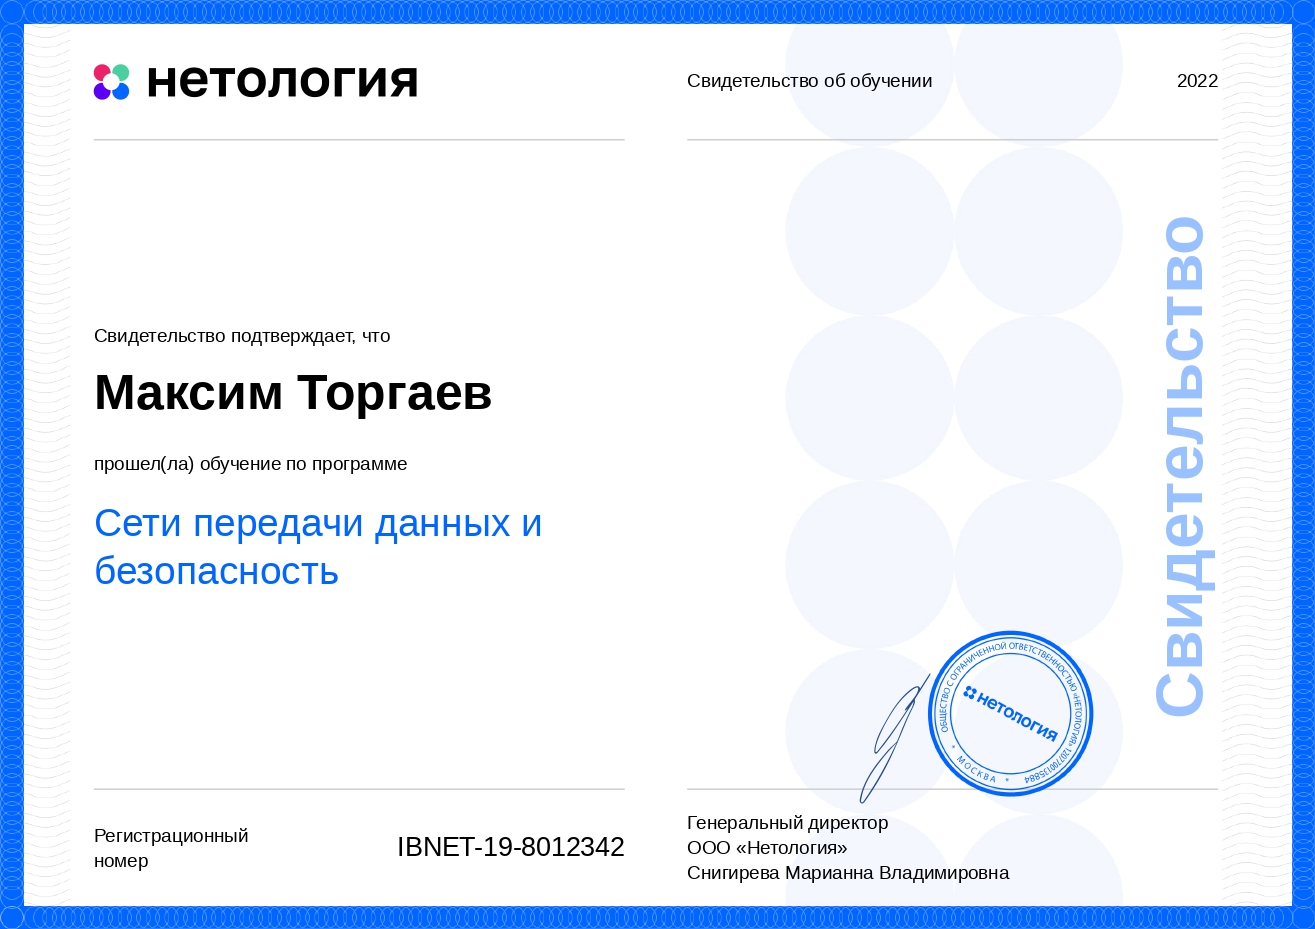 нетология
Свидетельство об обучении
2022
Свидетельство подтверждает, что
Максим Торгаев
прошел(ла) обучение по программе
Сети передачи данных и
безопасность
Свидетельство
ОБЩЕСТВО С ОГРАНИЧЕННОЙ ОТВЕТСТВЕННОСТЬЮ «НЕТОЛОГИЯ» 1207700135884
* МОСКВА *
нетология
Регистрационный
номер
IBNET-19-8012342
Генеральный директор
ООО «Нетология»
Снигирева Марианна Владимировна